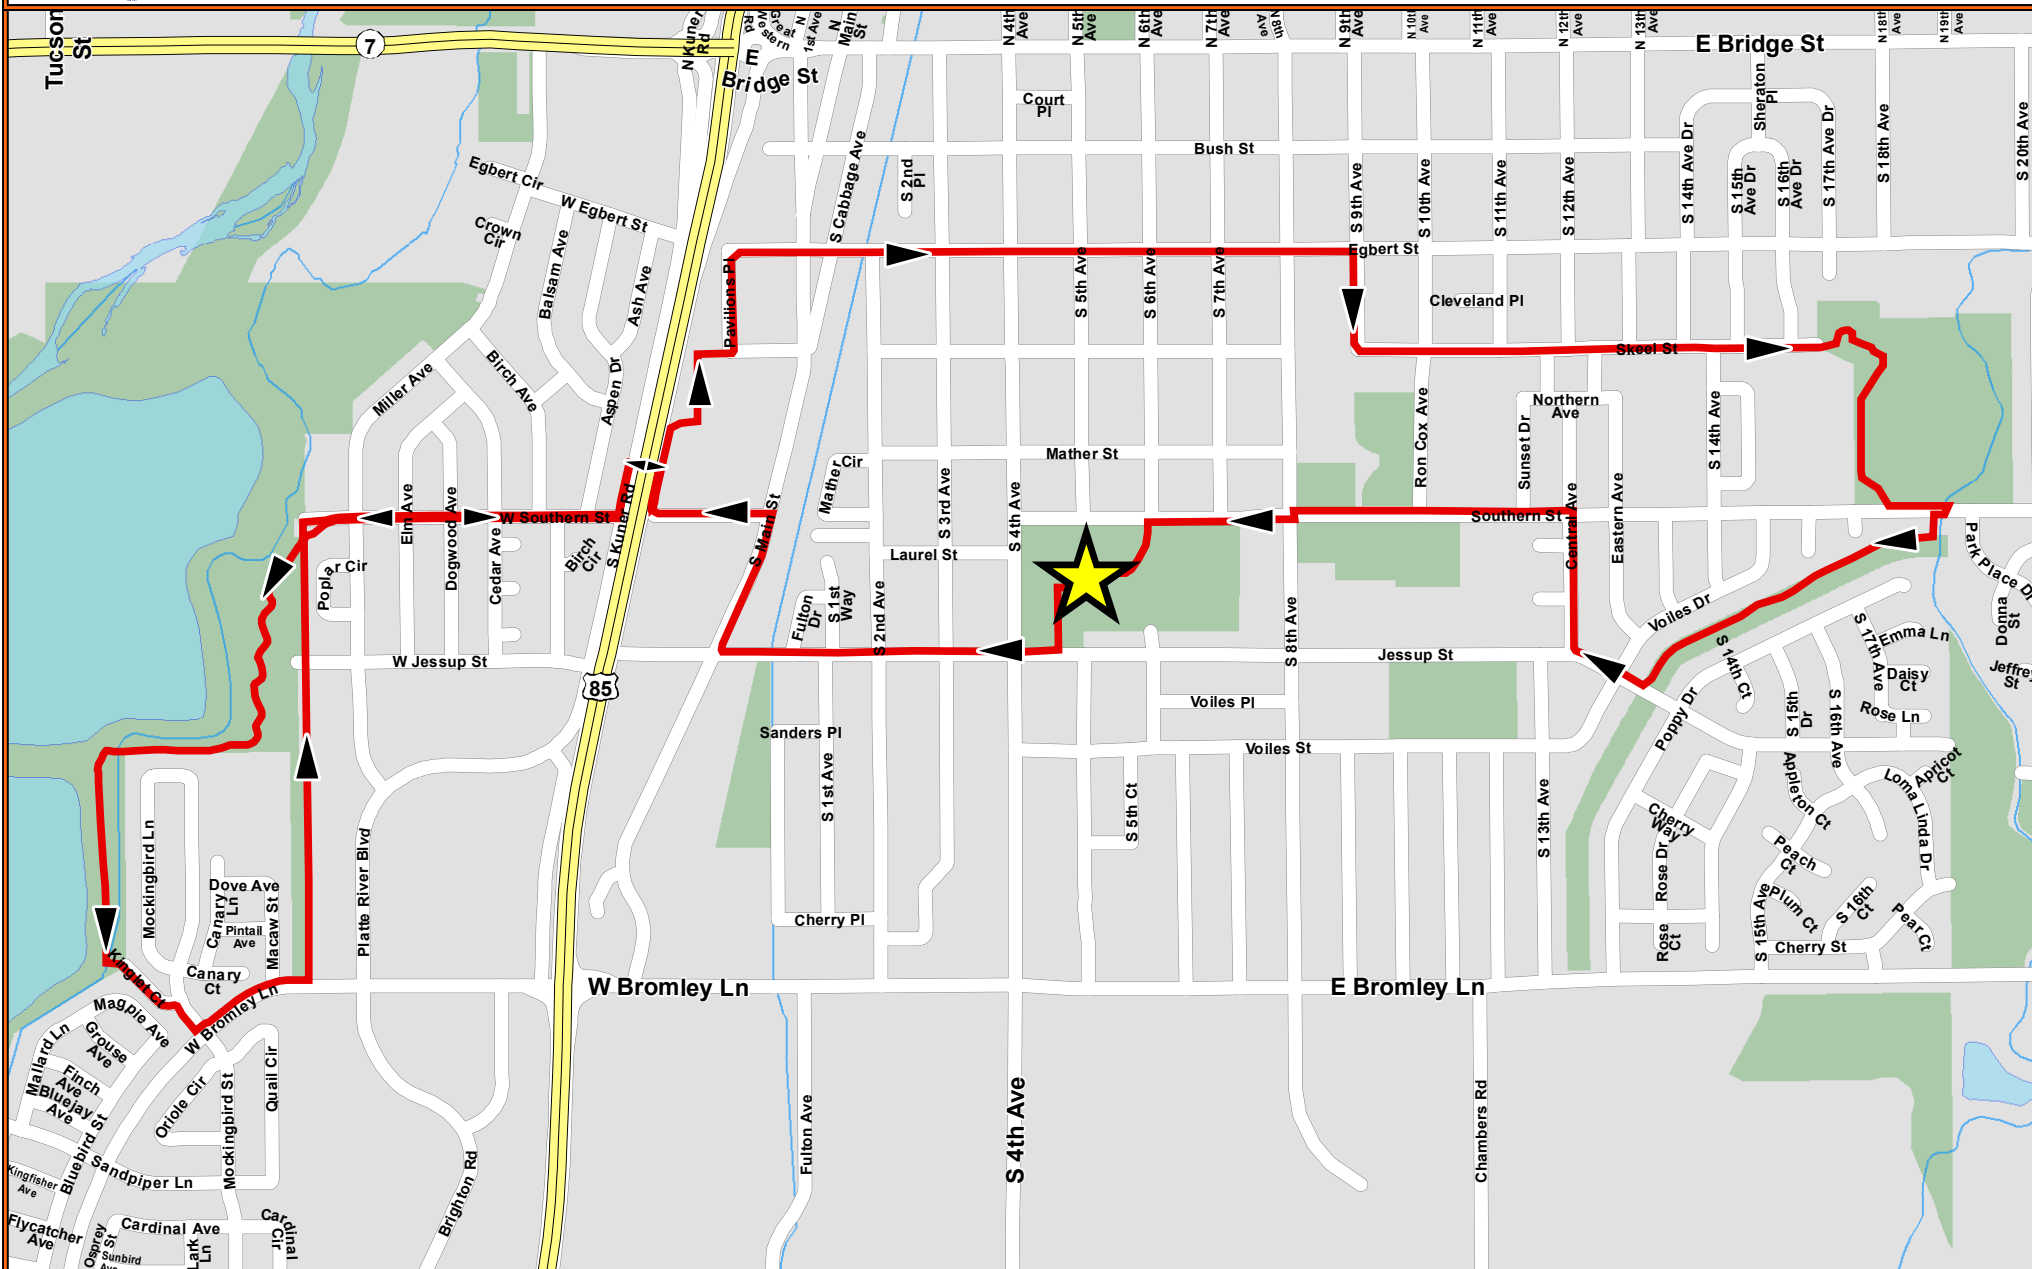 Tucson
St
7
N Kuner
Rd
Great
Western
Rd
N
1st Ave
N
Main
St
N 4th
Ave
N 5th
Ave
N 6th
Ave
N 7th
Ave
N 8th
Ave
N 9th
Ave
N 10th
Ave
N 11th
Ave
N 12th
Ave
N 13th
Ave
N 18th
Ave
N 19th
Ave
E Bridge St
E
Bridge St
Court
Pl
Sheraton
Pl
Bush St
S Cabbage Ave
S 2nd
Pl
S 9th Ave
S 10th Ave
S 11th Ave
S 12th Ave
S 14th Ave Dr
S 15th
Ave Dr
S 16th
Ave Dr
S 17th Ave Dr
S 18th Ave
S 20th Ave
Egbert Cir
W Egbert St
Crown
Cir
Balsam Ave
Ash Ave
Pavilions Pl
Egbert St
S 5th Ave
S 6th Ave
S 7th Ave
Cleveland Pl
Skeel St
Miller Ave
Birch Ave
Aspen Dr
Northern
Ave
Ron Cox Ave
Sunset Dr
S 14th Ave
Mather St
Mather
Cir
Elm Ave
Dogwood Ave
Cedar Ave
W Southern St
Birch
Cir
S Kuner Rd
S Main St
S 3rd Ave
S 4th Ave
Southern St
Central Ave
Eastern Ave
Laurel St
Poplar Cir
Fulton
Dr
S 1st
Way
S 2nd Ave
S 8th Ave
Voiles Dr
Park Place Dr
Donna
St
Jeffrey
St
Emma Ln
S 17th Ave
Daisy
Ct
Rose Ln
W Jessup St
Jessup St
85
S 14th Ct
Poppy Dr
S 15th
Dr
S 16th Ave
Voiles Pl
Sanders Pl
Voiles St
Apricot
Ct
Loma Linda Dr
Appleton Ct
S 1st Ave
S 5th Ct
S 13th Ave
Cherry
Way
Peach
Ct
Mockingbird Ln
Platte River Blvd
Dove Ave
Canary
Ln
Pintail
Ave
Macaw St
Rose Dr
Plum Ct
S 16th
Ct
Pear Ct
Cherry Pl
Rose
Ct
S 15th Ave
Cherry St
Kinglet Ct
Canary
Ct
W Bromley Ln
W Bromley Ln
E Bromley Ln
Magpie Ave
Mallard Ln
Grouse
Ave
Finch
Ave
Bluejay
Ave
Oriole Cir
Mockingbird St
Quail Cir
S 4th Ave
Fulton Ave
Chambers Rd
Bluebird St
Sandpiper Ln
Brighton Rd
Kingfisher
Ave
Flycatcher
Ave
Osprey
St
Cardinal Ave
Cardinal
Cir
Lark
Ln
Sunbird